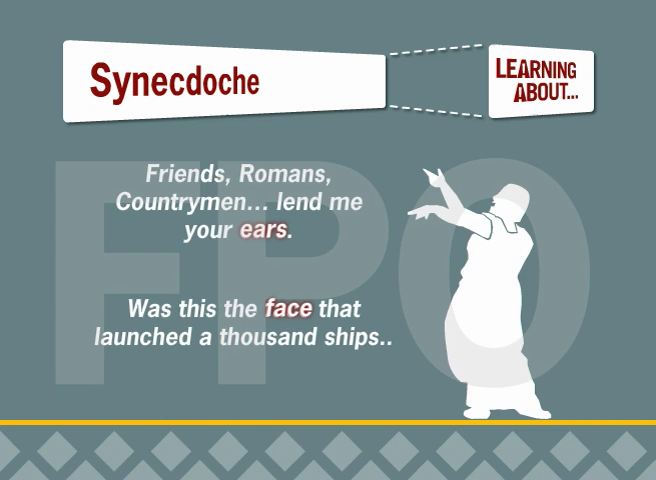 Synecdoche
LEARNING
ABOUT...
Friends, Romans,
Countrymen... lend me
your ears.
Was this the face that
launched a thousand ships..
FPO